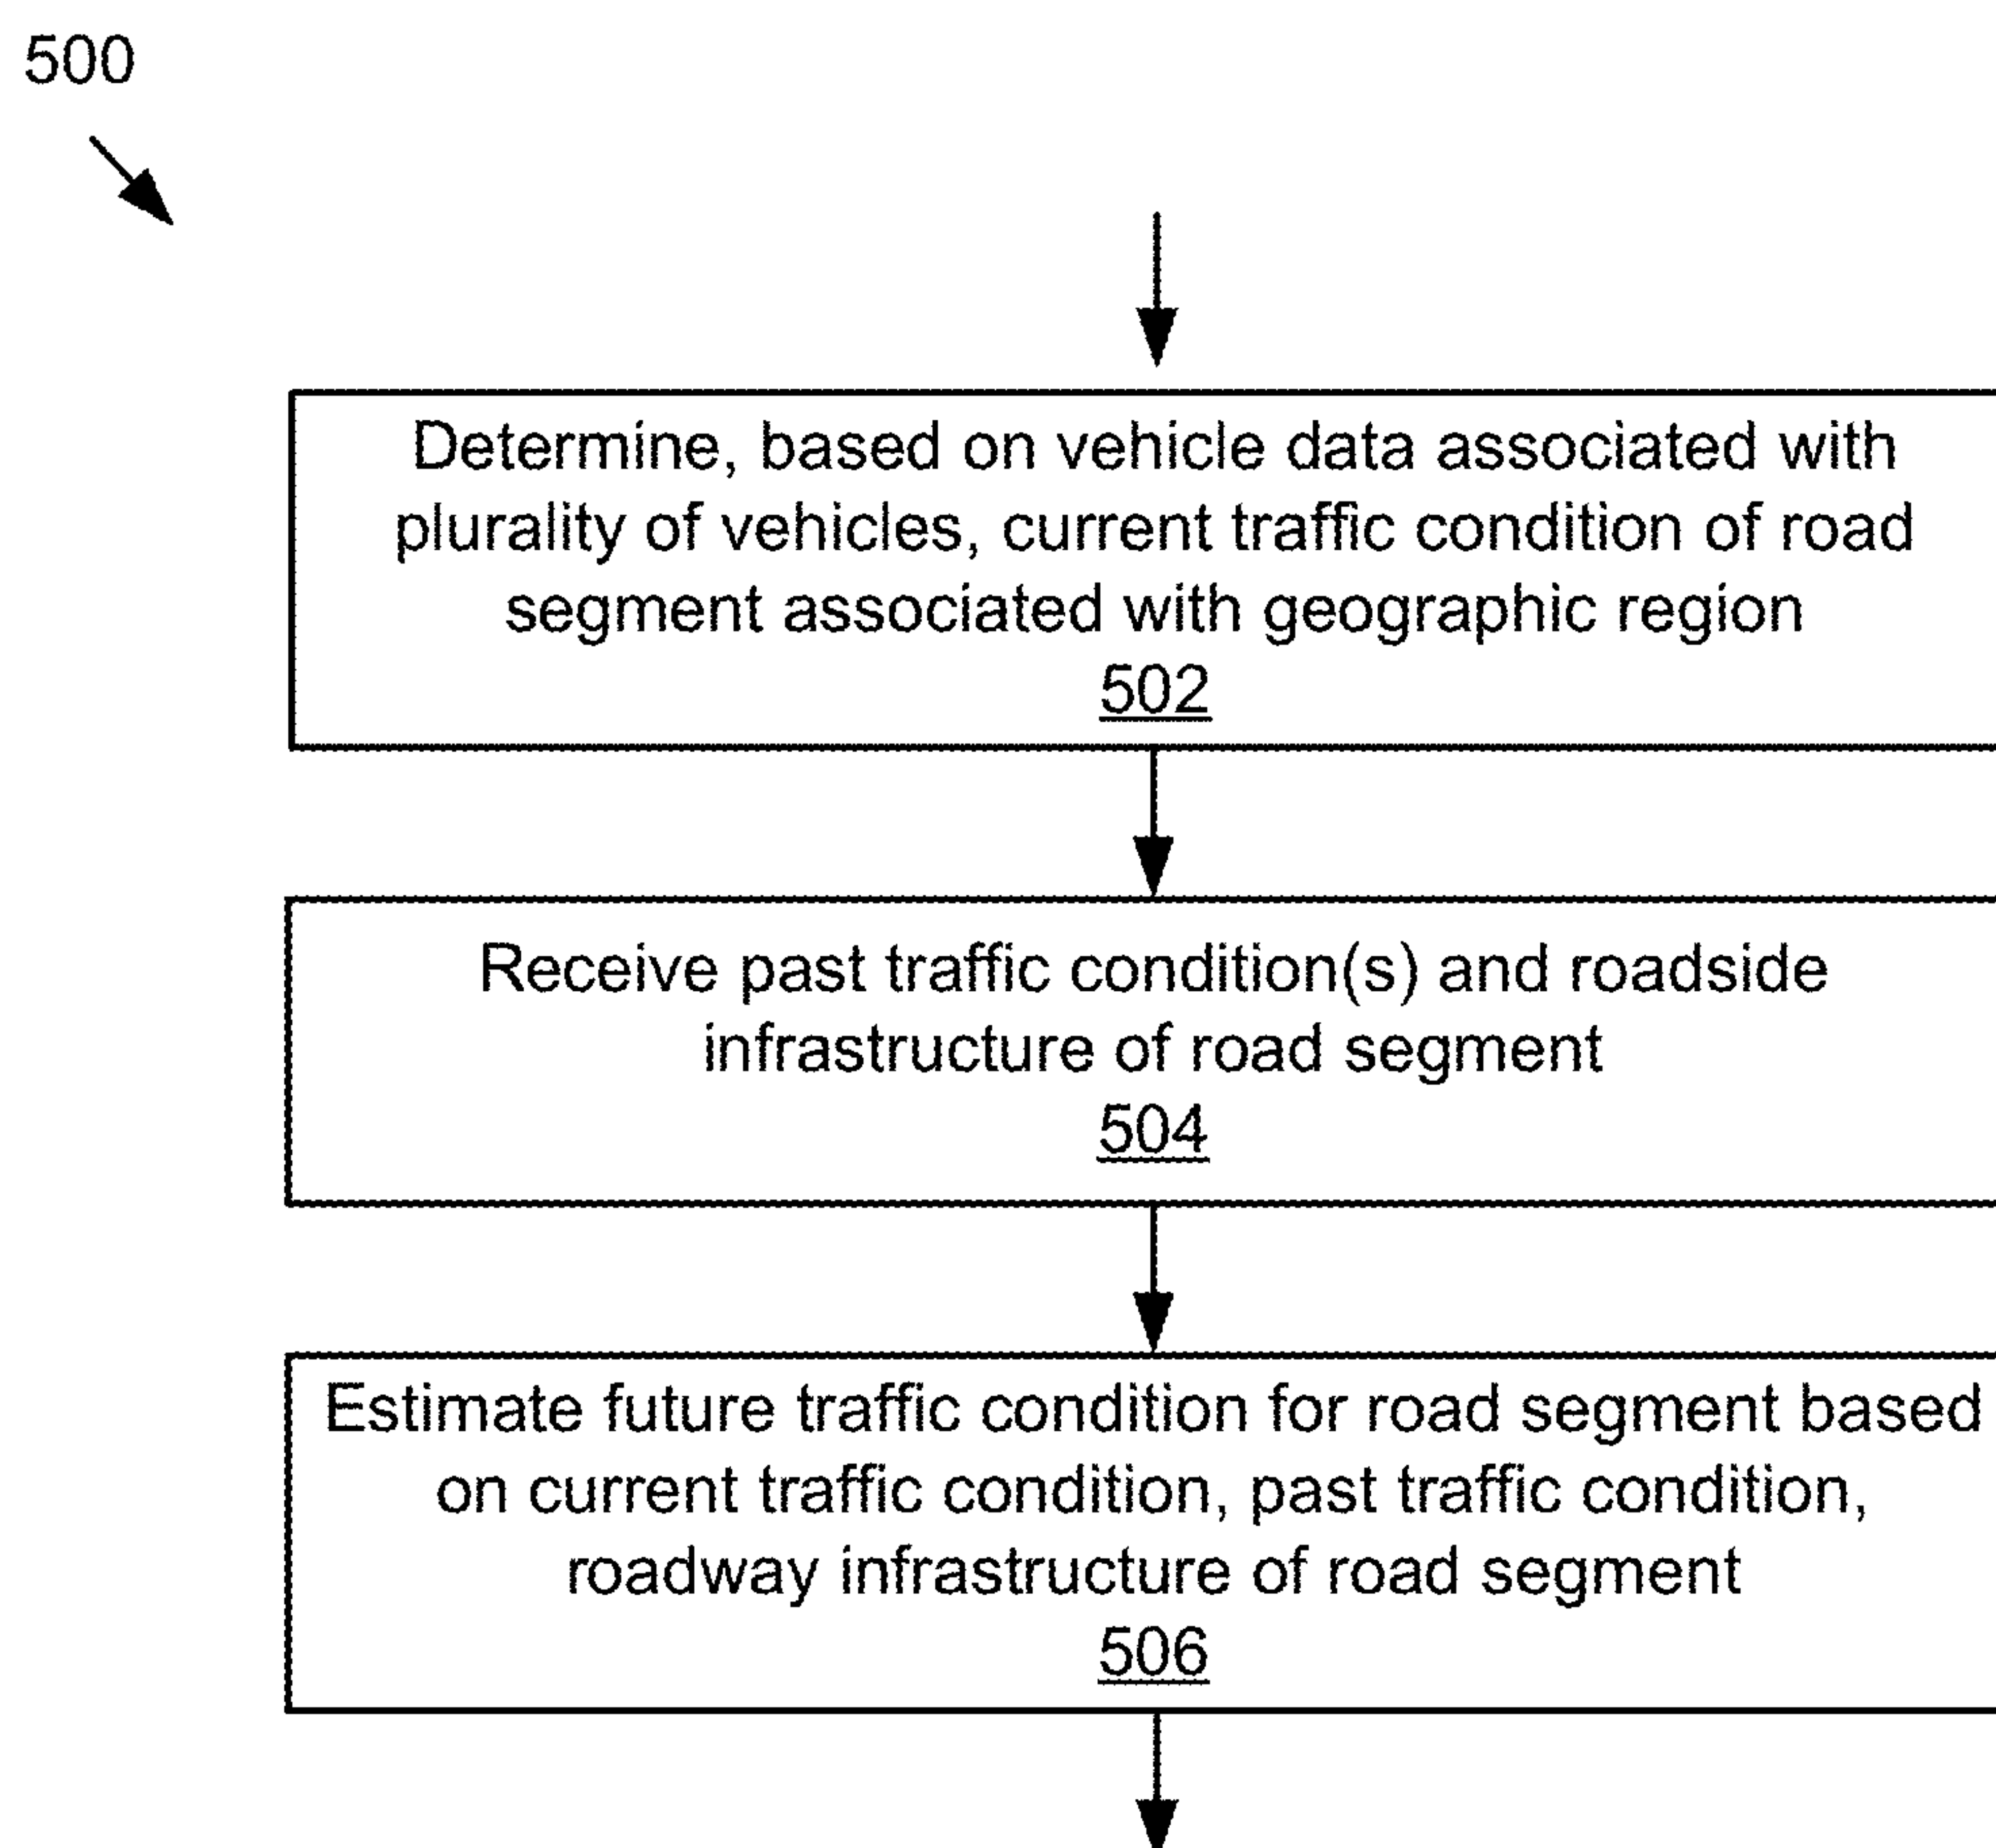 500
Determine, based on vehicle data associated with
plurality of vehicles, current traffic condition of road
segment associated with geographic region
502
Receive past traffic condition(s) and roadside
infrastructure of road segment
504
Estimate future traffic condition for road segment based
on current traffic condition, past traffic condition,
roadway infrastructure of road segment
506